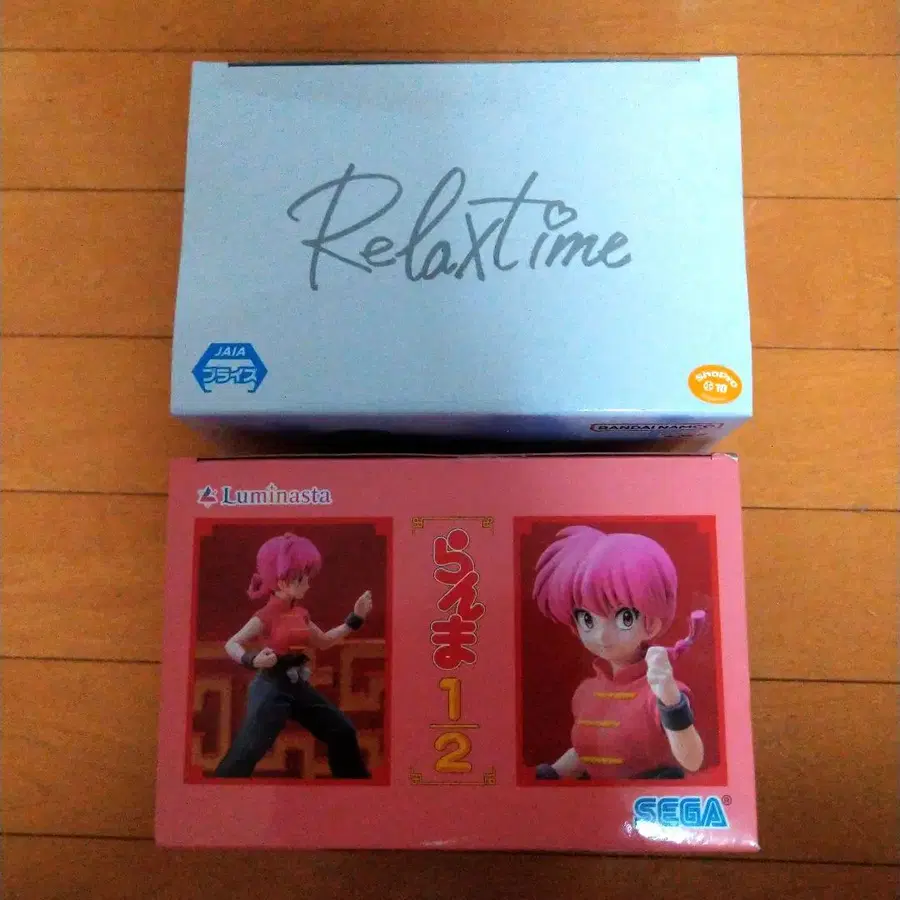 Relaxtime
JAIA
プライズ
ShoPro
BANDAI NAMCO
Luminasta
らんま
1
2
SEGA®